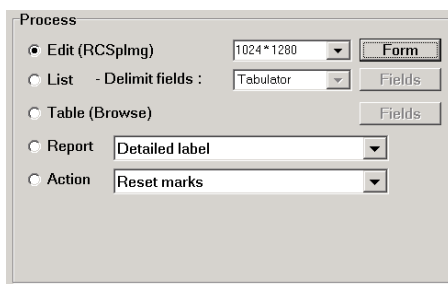 Process
Edit (RCSpImg) 1024*1280 Form
List - Delimit fields : Tabulator Fields
Table (Browse) Fields
Report Detailed label
Action Reset marks